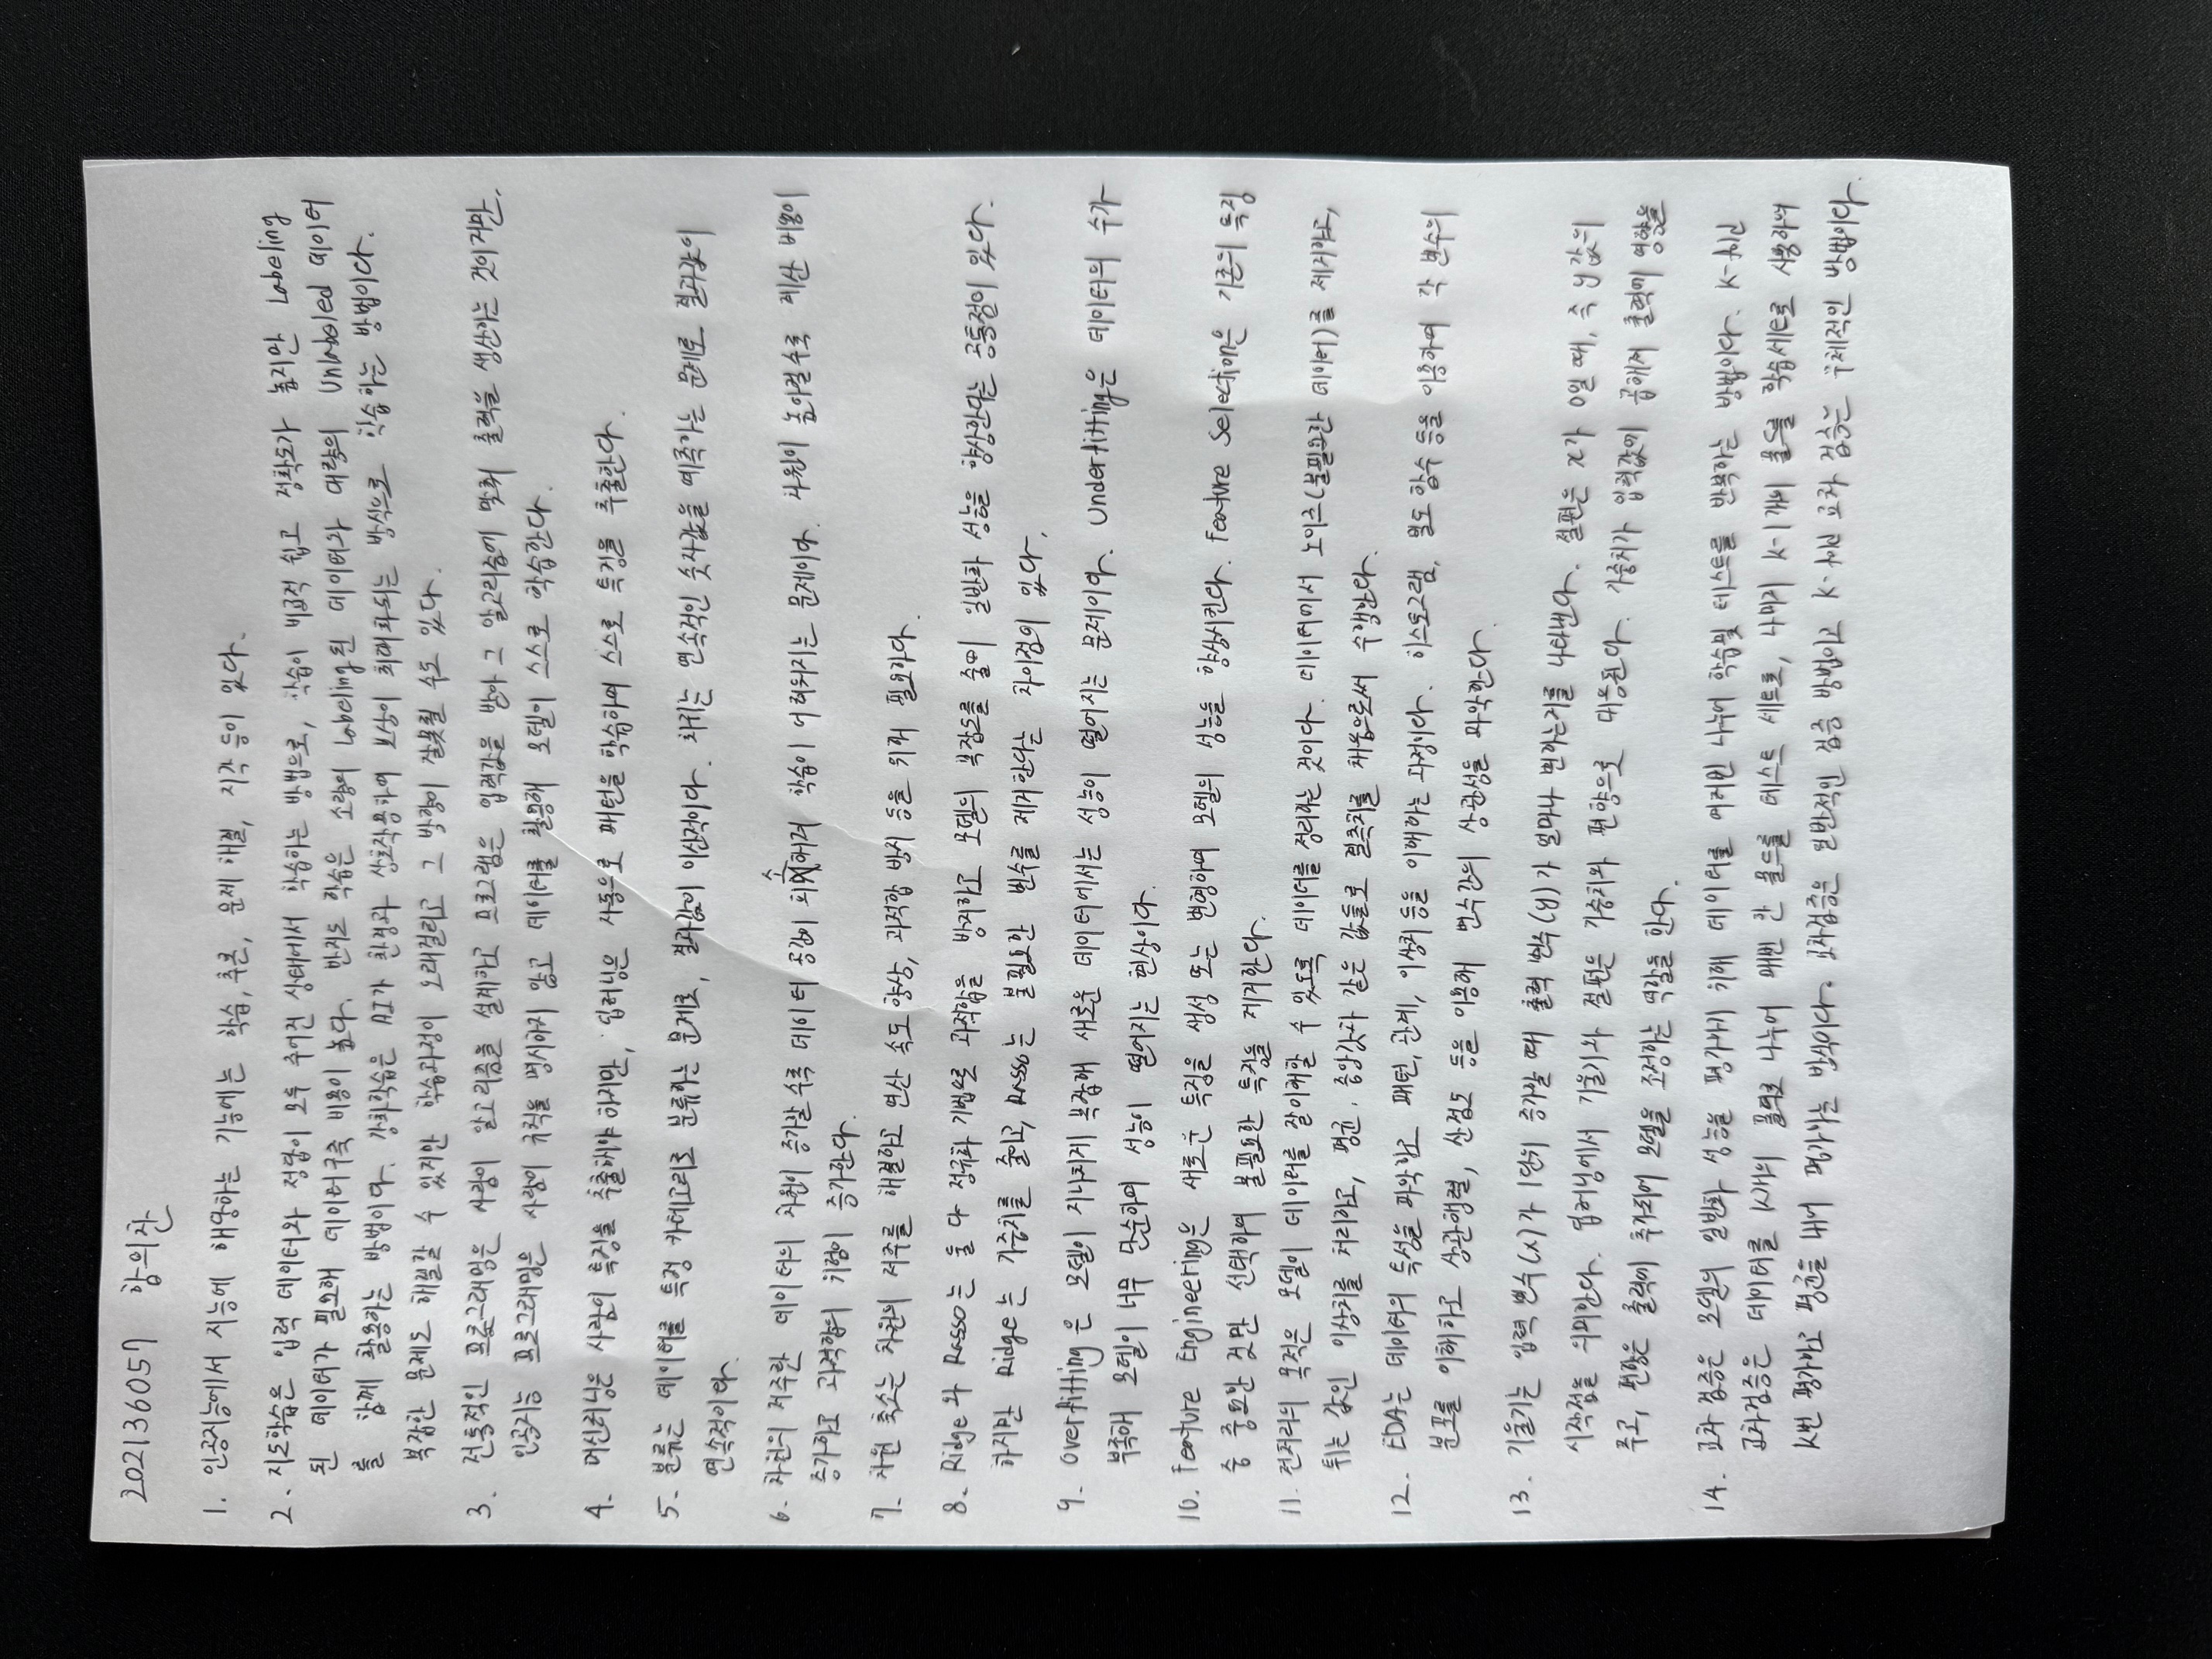 202136057 함의찬
1. 인공지능에서 지능에 해당하는 기능에는 학습, 추론, 문제 해결, 지각 등이 있다.
2. 지도학습은 입력 데이터와 정답이 모두 주어진 상태에서 학습하는 방법으로, 학습이 비교적 쉽고 정확도가 높지만 Labeling
된 데이터가 필요해 데이터 구축 비용이 높다. 반지도 학습은 소량의 Labeling된 데이터와 대량의 Unlabeled 데이터
를 함께 활용하는 방법이다. 강화학습은 AI가 환경과 상호작용하여 보상이 최대화되는 방식으로 학습하는 방법이다.
복잡한 문제도 해결할 수 있지만 학습과정이 오래걸리고 그 방향이 잘못될 수도 있다.
3. 전통적인 프로그래밍은 사람이 알고리즘을 설계하고 프로그램은 입력값을 받아 그 알고리즘에 맞춰 출력을 생산하는 것이지만,
인공지능 프로그래밍은 사람이 규칙을 명시하지 않고 데이터를 활용해 모델이 스스로 학습한다.
4. 머신러닝은 사람이 특징을 추출해야 하지만, 딥러닝은 자동으로 패턴을 학습하여 스스로 특징을 추출한다.
5. 분류는 데이터를 특정 카테고리로 분류하는 문제로, 결과값이 이산적이다. 회귀는 연속적인 숫자값을 예측하는 문제로 결과값이
연속적이다.
6. 차원의 저주란 데이터의 차원이 증가할수록 데이터 공간이 희소해져 학습이 어려워지는 문제이다. 차원이 높아질수록 계산 비용이
증가하고 과적합의 위험이 증가한다.
7. 차원 축소는 차원의 저주를 해결하고 연산 속도 향상, 과적합 방지 등을 위해 필요하다.
8. Ridge와 Rasso는 둘 다 정규화 기법으로 과적합을 방지하고 모델의 복잡도를 줄여 일반화 성능을 향상한다는 공통점이 있다.
하지만 Ridge는 가중치를 줄이고, Rasso는 불필요한 변수를 제거한다는 차이점이 있다.
9. Overfitting은 모델이 지나치게 복잡해 새로운 데이터에서는 성능이 떨어지는 문제이다. Underfitting은 데이터의 수가
부족해 모델이 너무 단순하여 성능이 떨어지는 현상이다.
10. Feature Engineering은 새로운 특징을 생성 또는 변형하여 모델의 성능을 향상시킨다. Feature Selection은 기존의 특징
중 중요한 것만 선택하여 불필요한 특징을 제거한다.
11. 전처리의 목적은 모델이 데이터를 잘이해할 수 있도록 데이터를 정리하는 것이다. 데이터에서 노이즈(불필요한 데이터)를 제거하고,
튀는 값인 이상치를 처리하고, 평균, 중앙값과 같은 값들로 결측치를 채움으로써 수행한다.
12. EDA는 데이터의 특성을 파악하고 패턴, 관계, 이상치 등을 이해하는 과정이다. 히스토그램, 밀도 함수 등을 이용하여 각 변수의
분포를 이해하고 상관행렬, 산점도 등을 이용해 변수간의 상관성을 파악한다.
13. 기울기는 입력 변수(x)가 1단위 증가할 때 출력 변수(y)가 얼마나 변하는지를 나타낸다. 절편은 x가 0일 때, 즉 y값의
시작점을 의미한다. 딥러닝에서 기울기와 절편은 가중치와 편향으로 대응된다. 가중치가 입력값에 곱해져 출력에 영향을
주고, 편향은 출력에 추가되어 모델을 조정하는 역할을 한다.
14. 교차 검증은 모델의 일반화 성능을 평가하기 위해 데이터를 여러번 나누어 학습및 테스트를 반복하는 방법이다. K-fold
교차검증은 데이터를 K개의 폴드로 나누어 매번 한 폴드를 테스트 세트로, 나머지 K-1개의 폴드를 학습세트로 사용하여
K번 평가하고 평균을 내어 평가하는 방식이다. 교차검증은 일반적인 검증 방법이고 K-fold 교차 검증는 구체적인 방법이다.